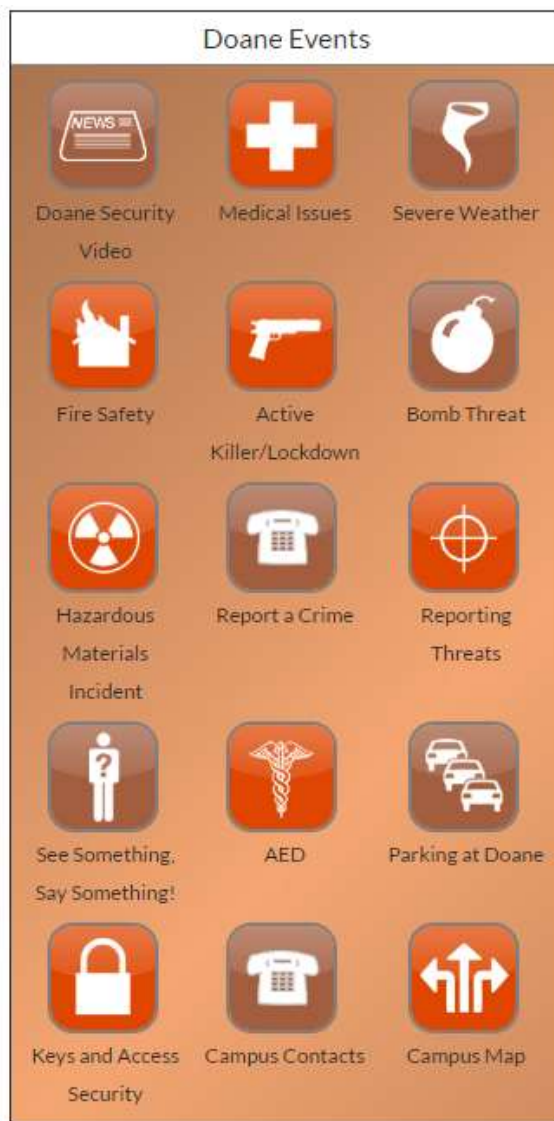 Doane Events
NEWS
Doane Security
Video
Medical Issues
Severe Weather
Fire Safety
Active
Killer/Lockdown
Bomb Threat
Hazardous
Materials
Incident
Report a Crime
Reporting
Threats
?
See Something,
Say Something!
AED
Parking at Doane
Keys and Access
Security
Campus Contacts
Campus Map